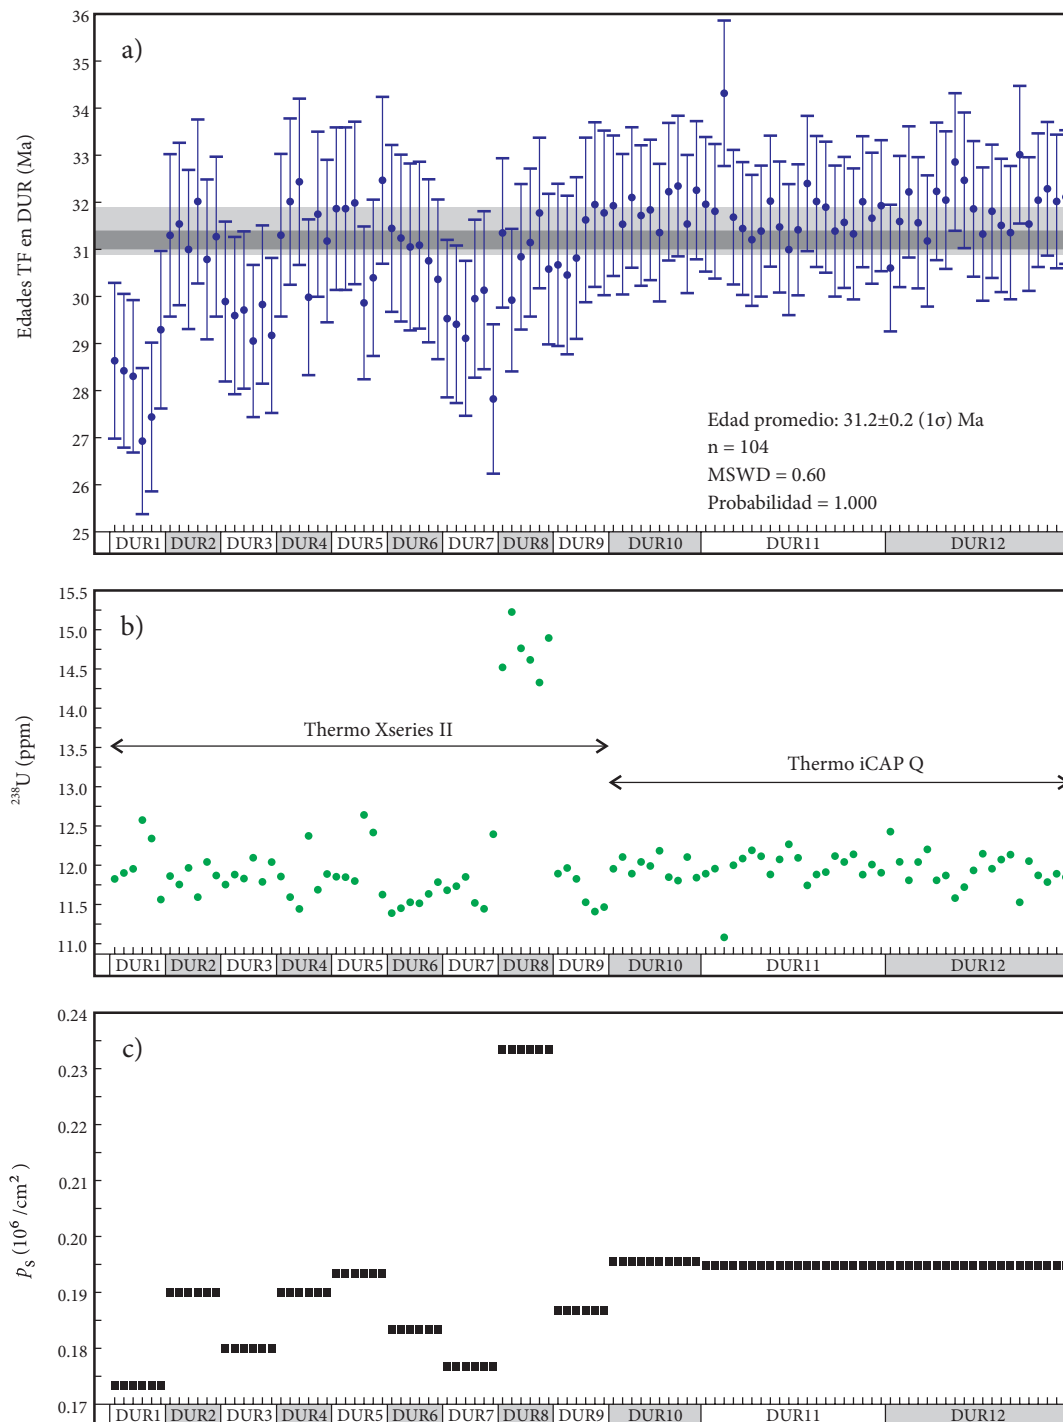 a)
Edades TF en DUR (Ma)
36
35
34
33
32
31
30
29
28
27
26
25
Edad promedio: 31.2±0.2 (1σ) Ma
n = 104
MSWD = 0.60
Probabilidad = 1.000
DUR1 DUR2 DUR3 DUR4 DUR5 DUR6 DUR7 DUR8 DUR9 DUR10 DUR11 DUR12
b)
²³⁸U (ppm)
15.5
15.0
14.5
14.0
13.5
13.0
12.5
12.0
11.5
11.0
Thermo Xseries II
Thermo iCAP Q
DUR1 DUR2 DUR3 DUR4 DUR5 DUR6 DUR7 DUR8 DUR9 DUR10 DUR11 DUR12
c)
ps (10⁶ /cm²)
0.24
0.23
0.22
0.21
0.20
0.19
0.18
0.17
DUR1 DUR2 DUR3 DUR4 DUR5 DUR6 DUR7 DUR8 DUR9 DUR10 DUR11 DUR12